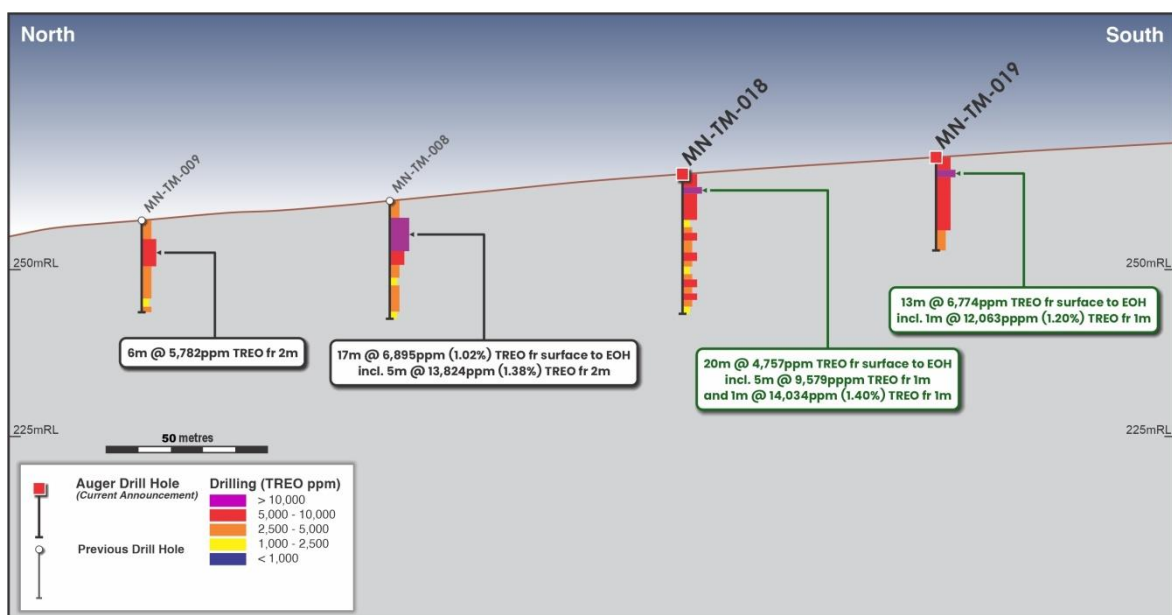 North
South
MN-TM-009
MN-TM-008
MN-TM-018
MN-TM-019
250mRL
250mRL
6m @ 5,782ppm TREO fr 2m
17m @ 6,895ppm (1.02%) TREO fr surface to EOH
incl. 5m @ 13,824ppm (1.38%) TREO fr 2m
20m @ 4,757ppm TREO fr surface to EOH
incl. 5m @ 9,579pppm TREO fr 1m
and 1m @ 14,034ppm (1.40%) TREO fr 1m
13m @ 6,774ppm TREO fr surface to EOH
incl. 1m @ 12,063pppm (1.20%) TREO fr 1m
225mRL
225mRL
50 metres
Auger Drill Hole
(Current Announcement)
Previous Drill Hole
Drilling (TREO ppm)
> 10,000
5,000 - 10,000
2,500 - 5,000
1,000 - 2,500
< 1,000